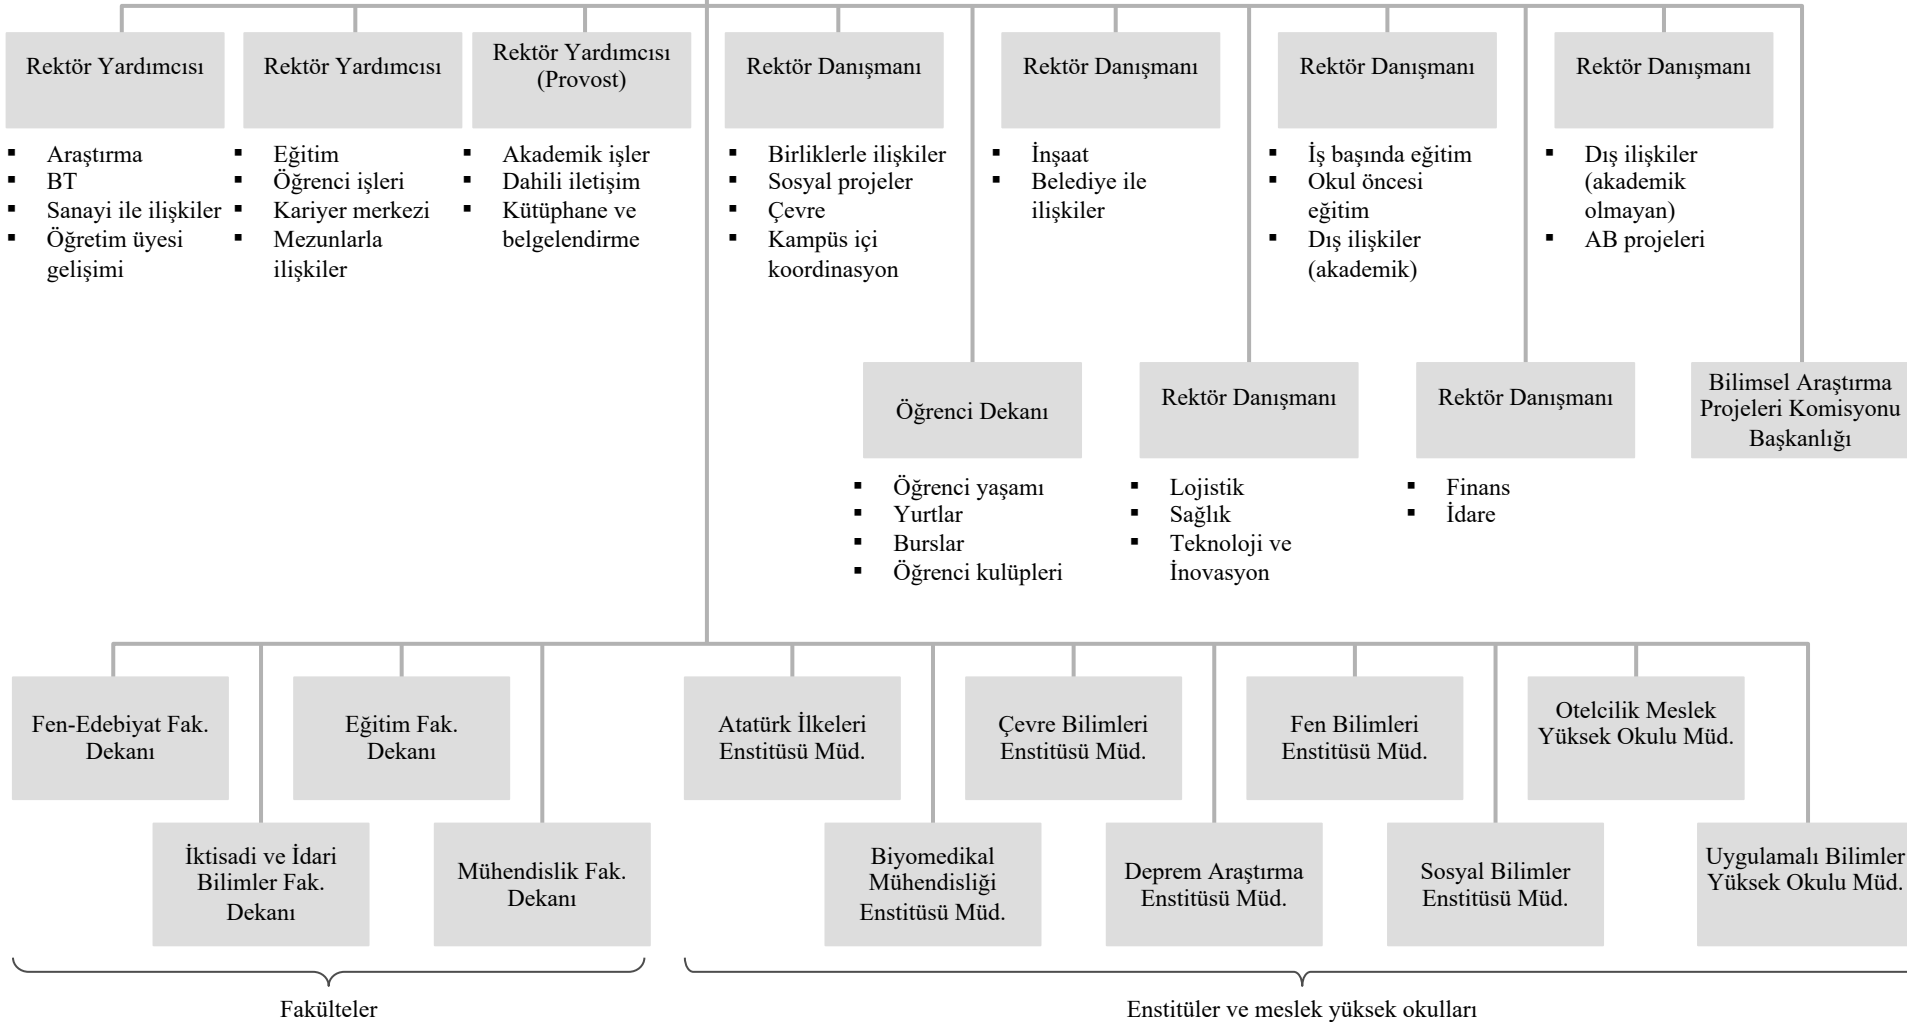 Rektör Yardımcısı
▪ Araştırma
▪ BT
▪ Sanayi ile ilişkiler
▪ Öğretim üyesi
gelişimi
Rektör Yardımcısı
▪ Eğitim
▪ Öğrenci işleri
▪ Kariyer merkezi
▪ Mezunlarla
ilişkiler
Rektör Yardımcısı
(Provost)
▪ Akademik işler
▪ Dahili iletişim
▪ Kütüphane ve
belgelendirme
Rektör Danışmanı
▪ Birliklerle ilişkiler
▪ Sosyal projeler
▪ Çevre
▪ Kampüs içi
koordinasyon
Rektör Danışmanı
▪ İnşaat
▪ Belediye ile
ilişkiler
Rektör Danışmanı
▪ İş başında eğitim
▪ Okul öncesi
eğitim
▪ Dış ilişkiler
(akademik)
Rektör Danışmanı
▪ Dış ilişkiler
(akademik
olmayan)
▪ AB projeleri
Öğrenci Dekanı
▪ Öğrenci yaşamı
▪ Yurtlar
▪ Burslar
▪ Öğrenci kulüpleri
Rektör Danışmanı
▪ Lojistik
▪ Sağlık
▪ Teknoloji ve
İnovasyon
Rektör Danışmanı
▪ Finans
▪ İdare
Bilimsel Araştırma
Projeleri Komisyonu
Başkanlığı
Fen-Edebiyat Fak.
Dekanı
İktisadi ve İdari
Bilimler Fak.
Dekanı
Eğitim Fak.
Dekanı
Mühendislik Fak.
Dekanı
Atatürk İlkeleri
Enstitüsü Müd.
Biyomedikal
Mühendisliği
Enstitüsü Müd.
Çevre Bilimleri
Enstitüsü Müd.
Deprem Araştırma
Enstitüsü Müd.
Fen Bilimleri
Enstitüsü Müd.
Sosyal Bilimler
Enstitüsü Müd.
Otelcilik Meslek
Yüksek Okulu Müd.
Uygulamalı Bilimler
Yüksek Okulu Müd.
Fakülteler
Enstitüler ve meslek yüksek okulları